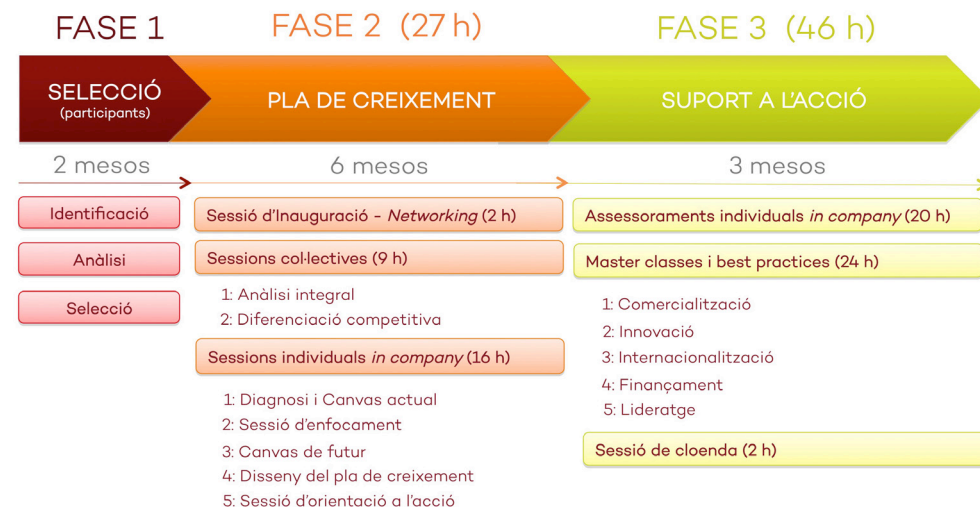 FASE 1
SELECCIÓ
(participants)
2 mesos
Identificació
Anàlisi
Selecció
FASE 2 (27 h)
PLA DE CREIXEMENT
6 mesos
Sessió d'Inauguració - Networking (2 h)
Sessions col·lectives (9 h)
1: Anàlisi integral
2: Diferenciació competitiva
Sessions individuals in company (16 h)
1: Diagnosi i Canvas actual
2: Sessió d'enfocament
3: Canvas de futur
4: Disseny del pla de creixement
5: Sessió d'orientació a l'acció
FASE 3 (46 h)
SUPORT A L'ACCIÓ
3 mesos
Assessoraments individuals in company (20 h)
Master classes i best practices (24 h)
1: Comercialització
2: Innovació
3: Internacionalització
4: Finançament
5: Lideratge
Sessió de cloenda (2 h)